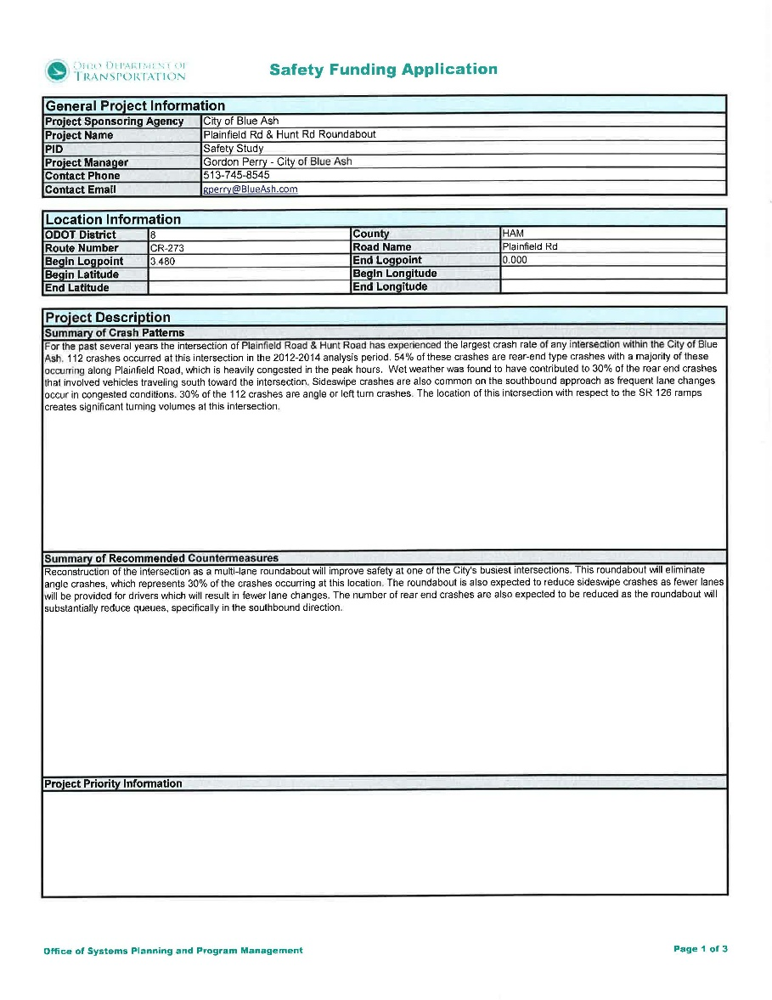 OHIO DEPARTMENT OF
TRANSPORTATION
Safety Funding Application
General Project Information
Project Sponsoring Agency City of Blue Ash
Project Name Plainfield Rd & Hunt Rd Roundabout
PID Safety Study
Project Manager Gordon Perry - City of Blue Ash
Contact Phone 513-745-8545
Contact Email gperry@BlueAsh.com
Location Information
ODOT District 8 County HAM
Route Number CR-273 Road Name Plainfield Rd
Begin Logpoint 3.480 End Logpoint 0.000
Begin Latitude Begin Longitude
End Latitude End Longitude
Project Description
Summary of Crash Patterns
For the past several years the intersection of Plainfield Road & Hunt Road has experienced the largest crash rate of any intersection within the City of Blue
Ash. 112 crashes occurred at this intersection in the 2012-2014 analysis period. 54% of these crashes are rear-end type crashes with a majority of these
occurring along Plainfield Road, which is heavily congested in the peak hours. Wet weather was found to have contributed to 30% of the rear end crashes
that involved vehicles traveling south toward the intersection. Sideswipe crashes are also common on the southbound approach as frequent lane changes
occur in congested conditions. 30% of the 112 crashes are angle or left turn crashes. The location of this intersection with respect to the SR 126 ramps
creates significant turning volumes at this intersection.
Summary of Recommended Countermeasures
Reconstruction of the intersection as a multi-lane roundabout will improve safety at one of the City's busiest intersections. This roundabout will eliminate
angle crashes, which represents 30% of the crashes occurring at this location. The roundabout is also expected to reduce sideswipe crashes as fewer lanes
will be provided for drivers which will result in fewer lane changes. The number of rear end crashes are also expected to be reduced as the roundabout will
substantially reduce queues, specifically in the southbound direction.
Project Priority Information
Office of Systems Planning and Program Management Page 1 of 3